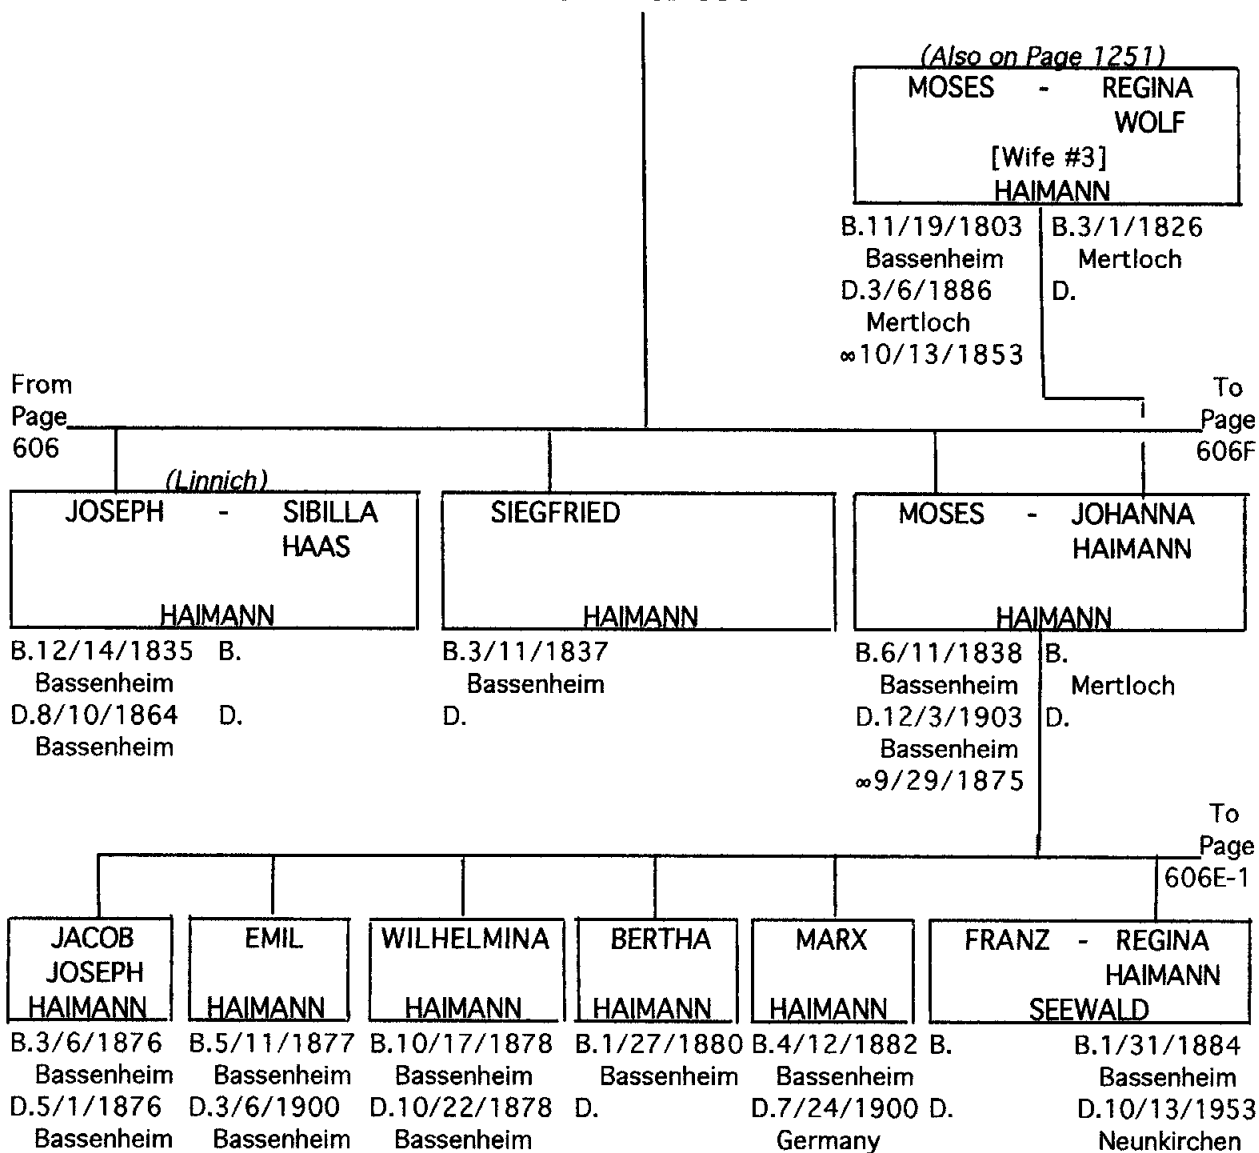 (Also on Page 1251)
MOSES - REGINA
WOLF
[Wife #3]
HAIMANN
B.11/19/1803 B.3/1/1826
Bassenheim Mertloch
D.3/6/1886 D.
Mertloch
∞10/13/1853
From
Page
606
To
Page
606F
(Linnich)
JOSEPH - SIBILLA
HAAS
HAIMANN
B.12/14/1835 B.
Bassenheim
D.8/10/1864 D.
Bassenheim
SIEGFRIED
HAIMANN
B.3/11/1837
Bassenheim
D.
MOSES - JOHANNA
HAIMANN
HAIMANN
B.6/11/1838 B.
Bassenheim Mertloch
D.12/3/1903 D.
Bassenheim
∞9/29/1875
To
Page
606E-1
JACOB
JOSEPH
HAIMANN
B.3/6/1876
Bassenheim
D.5/1/1876
Bassenheim
EMIL
HAIMANN
B.5/11/1877
Bassenheim
D.3/6/1900
Bassenheim
WILHELMINA
HAIMANN
B.10/17/1878
Bassenheim
D.10/22/1878
Bassenheim
BERTHA
HAIMANN
B.1/27/1880
Bassenheim
D.
MARX
HAIMANN
B.4/12/1882
Bassenheim
D.7/24/1900
Germany
FRANZ - REGINA
HAIMANN
SEEWALD
B. B.1/31/1884
Bassenheim
D. D.10/13/1953
Neunkirchen